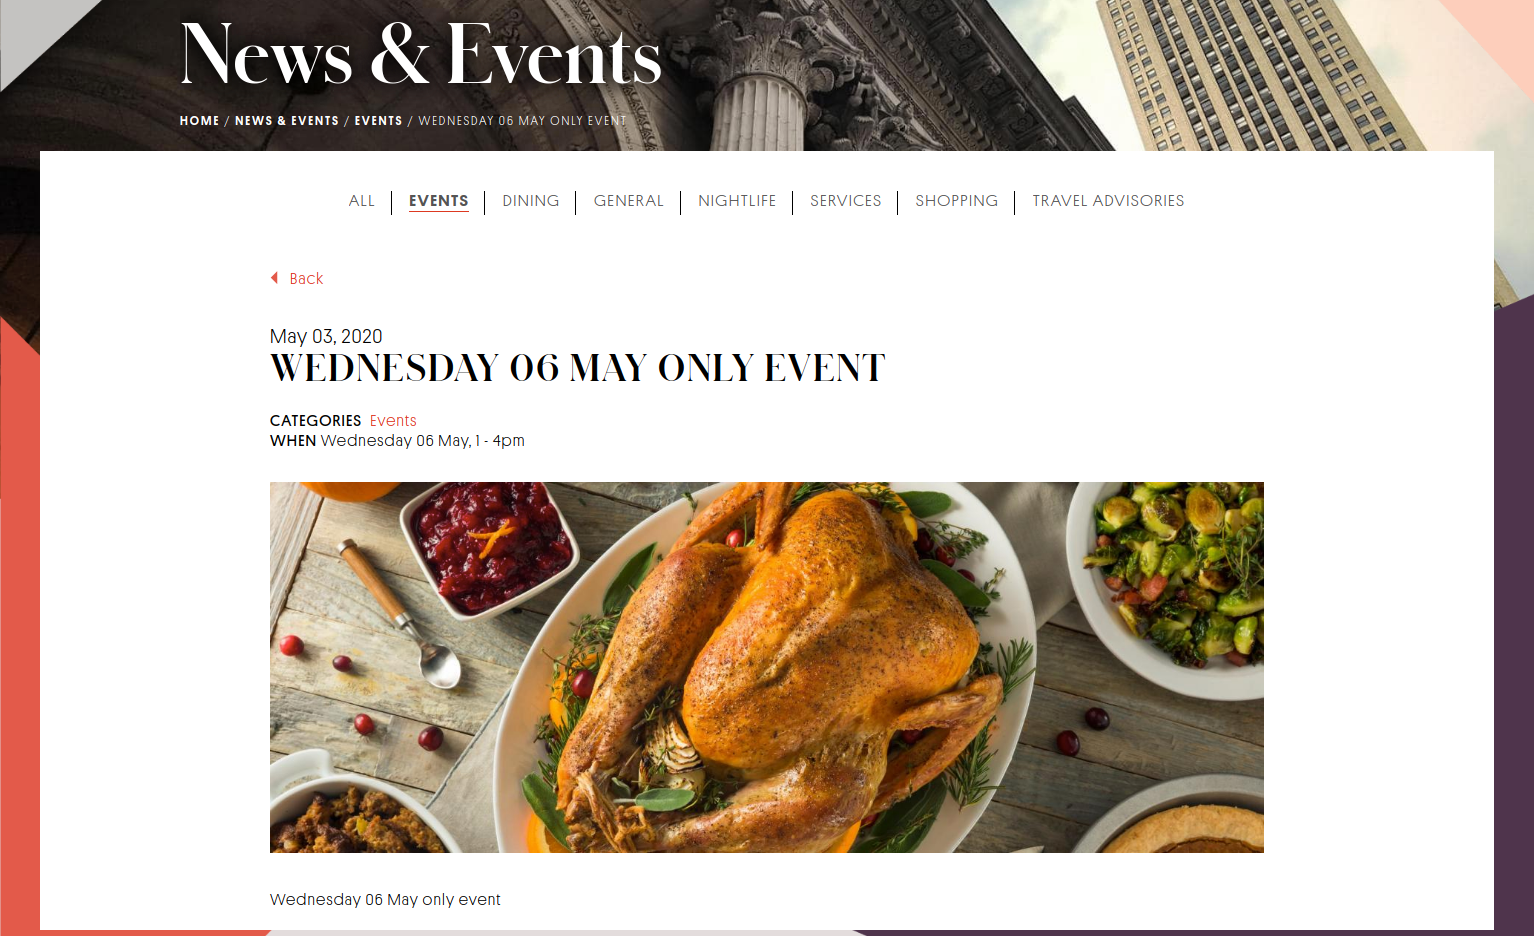 News & Events
HOME / NEWS & EVENTS / EVENTS / WEDNESDAY 06 MAY ONLY EVENT
ALL | EVENTS | DINING | GENERAL | NIGHTLIFE | SERVICES | SHOPPING | TRAVEL ADVISORIES
Back
May 03, 2020
WEDNESDAY 06 MAY ONLY EVENT
CATEGORIES Events
WHEN Wednesday 06 May, 1 - 4pm
Wednesday 06 May only event